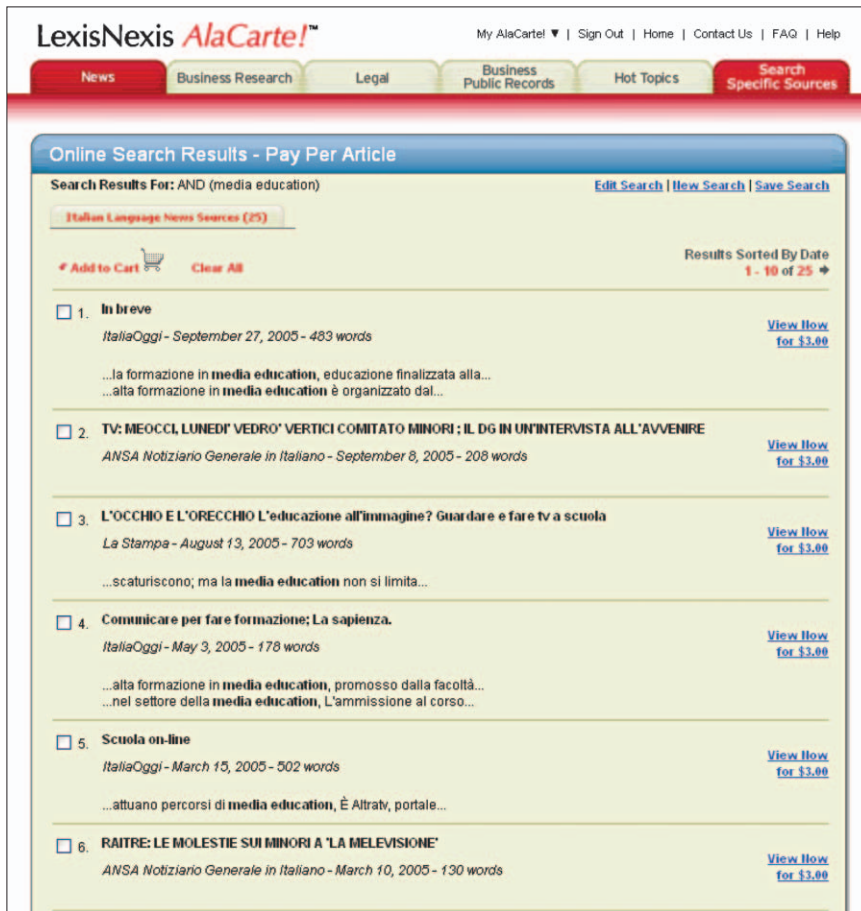 LexisNexis AlaCarte!™
My AlaCarte! ▼ | Sign Out | Home | Contact Us | FAQ | Help
News
Business Research
Legal
Business
Public Records
Hot Topics
Search
Specific Sources
Online Search Results - Pay Per Article
Search Results For: AND (media education)
Edit Search | New Search | Save Search
Italian Language News Sources (25)
Add to Cart
Clear All
Results Sorted By Date
1 - 10 of 25
1. In breve
ItaliaOggi - September 27, 2005 - 483 words
View Now
for $3.00
...la formazione in media education, educazione finalizzata alla...
...alta formazione in media education è organizzato dal...
2. TV: MEOCCI, LUNEDI' VEDRO' VERTICI COMITATO MINORI ; IL DG IN UN'INTERVISTA ALL'AVVENIRE
ANSA Notiziario Generale in Italiano - September 8, 2005 - 208 words
View Now
for $3.00
3. L'OCCHIO E L'ORECCHIO L'educazione all'immagine? Guardare e fare tv a scuola
La Stampa - August 13, 2005 - 703 words
View Now
for $3.00
...scaturiscono; ma la media education non si limita...
4. Comunicare per fare formazione; La sapienza.
ItaliaOggi - May 3, 2005 - 178 words
View Now
for $3.00
...alta formazione in media education, promosso dalla facoltà...
...nel settore della media education, L'ammissione al corso...
5. Scuola on-line
ItaliaOggi - March 15, 2005 - 502 words
View Now
for $3.00
...attuano percorsi di media education, È Altratv, portale...
6. RAITRE: LE MOLESTIE SUI MINORI A 'LA MELEVISIONE'
ANSA Notiziario Generale in Italiano - March 10, 2005 - 130 words
View Now
for $3.00